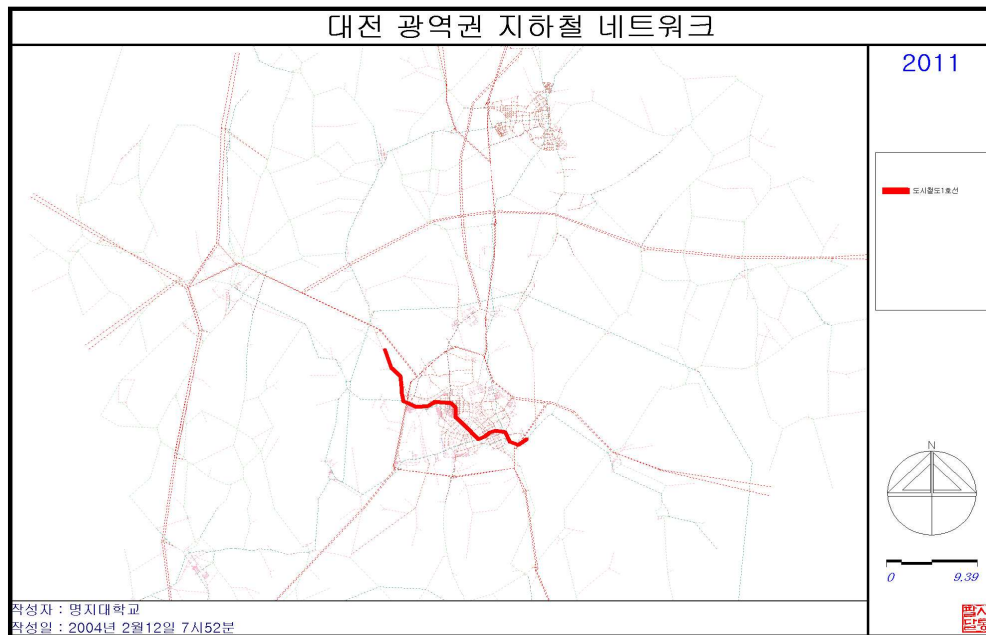 대전 광역권 지하철 네트워크
2011
도시철도1호선
N
0 9.39
작성자 : 명지대학교
작성일 : 2004년 2월12일 7시52분